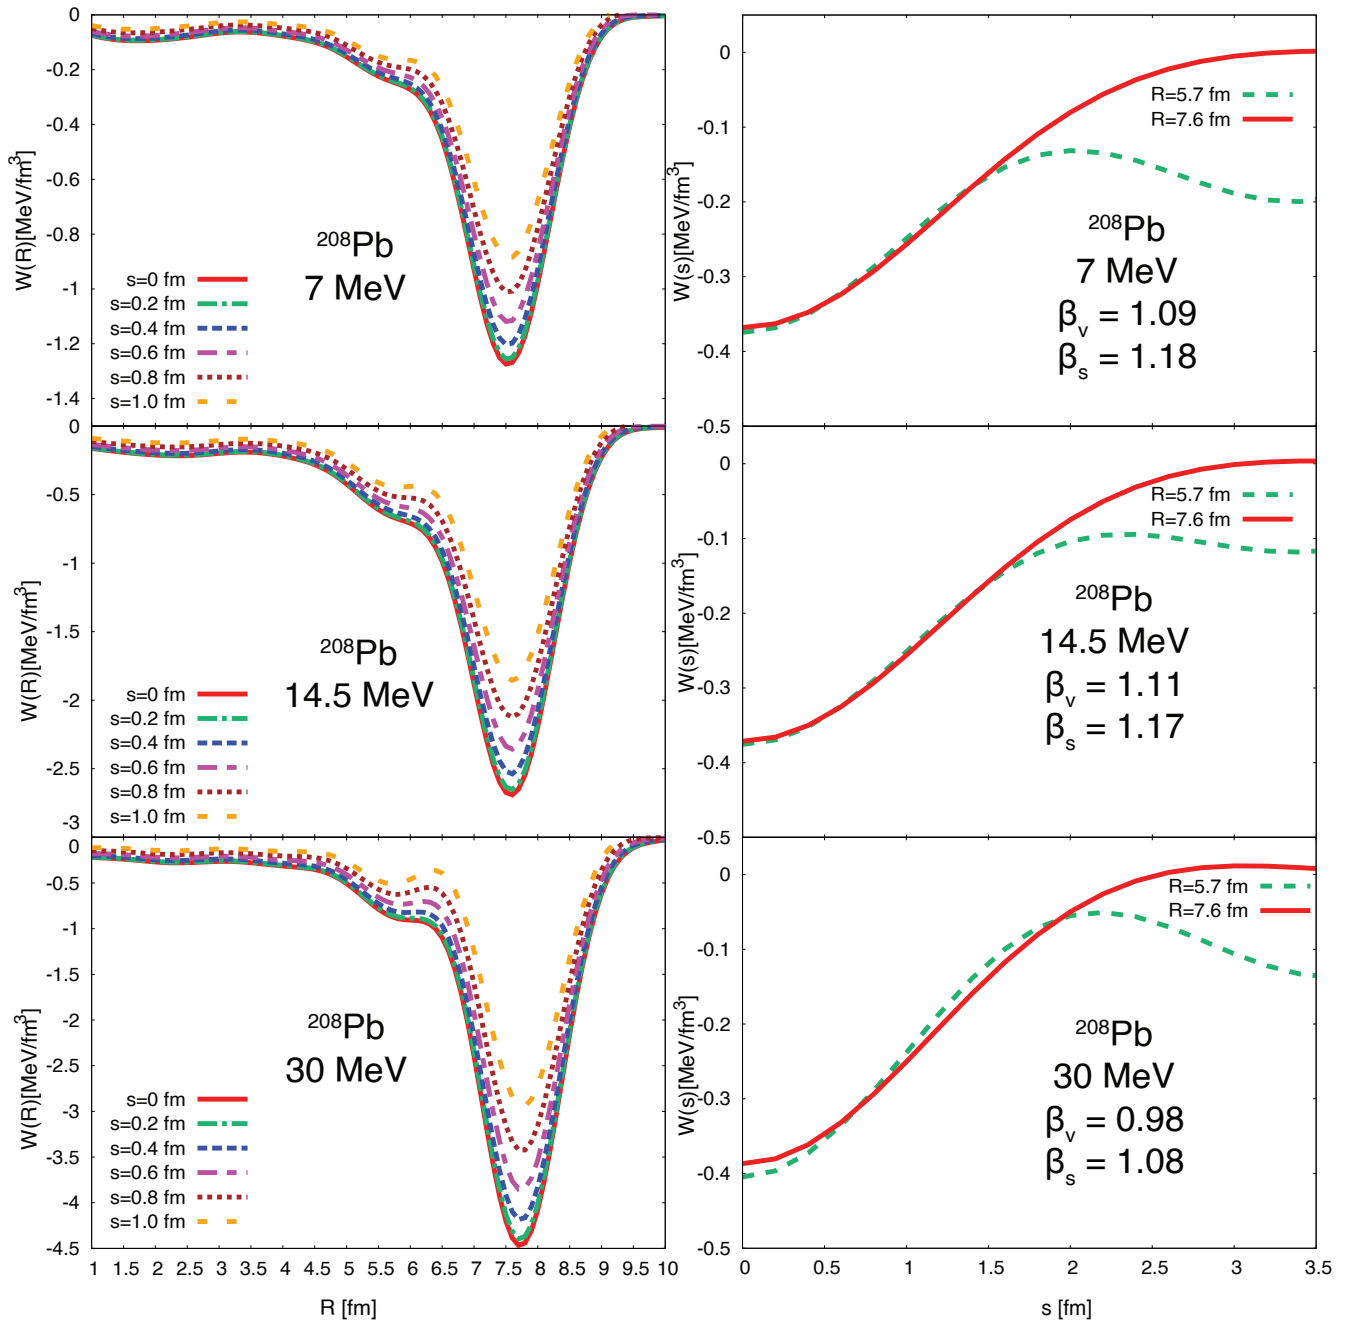 0
-0.2
-0.4
-0.6
-0.8
-1
-1.2
-1.4
W(R)[MeV/fm³]
²⁰⁸Pb
7 MeV
s=0 fm
s=0.2 fm
s=0.4 fm
s=0.6 fm
s=0.8 fm
s=1.0 fm
0
-0.1
-0.2
-0.3
-0.4
-0.5
W(s)[MeV/fm³]
R=5.7 fm
R=7.6 fm
²⁰⁸Pb
7 MeV
βᵥ = 1.09
βₛ = 1.18
0
-0.5
-1
-1.5
-2
-2.5
-3
W(R)[MeV/fm³]
²⁰⁸Pb
14.5 MeV
s=0 fm
s=0.2 fm
s=0.4 fm
s=0.6 fm
s=0.8 fm
s=1.0 fm
0
-0.1
-0.2
-0.3
-0.4
-0.5
W(s)[MeV/fm³]
R=5.7 fm
R=7.6 fm
²⁰⁸Pb
14.5 MeV
βᵥ = 1.11
βₛ = 1.17
0
-0.5
-1
-1.5
-2
-2.5
-3
-3.5
-4
-4.5
W(R)[MeV/fm³]
²⁰⁸Pb
30 MeV
s=0 fm
s=0.2 fm
s=0.4 fm
s=0.6 fm
s=0.8 fm
s=1.0 fm
1 1.5 2 2.5 3 3.5 4 4.5 5 5.5 6 6.5 7 7.5 8 8.5 9 9.5 10
R [fm]
0
-0.1
-0.2
-0.3
-0.4
-0.5
W(s)[MeV/fm³]
R=5.7 fm
R=7.6 fm
²⁰⁸Pb
30 MeV
βᵥ = 0.98
βₛ = 1.08
0 0.5 1 1.5 2 2.5 3 3.5
s [fm]